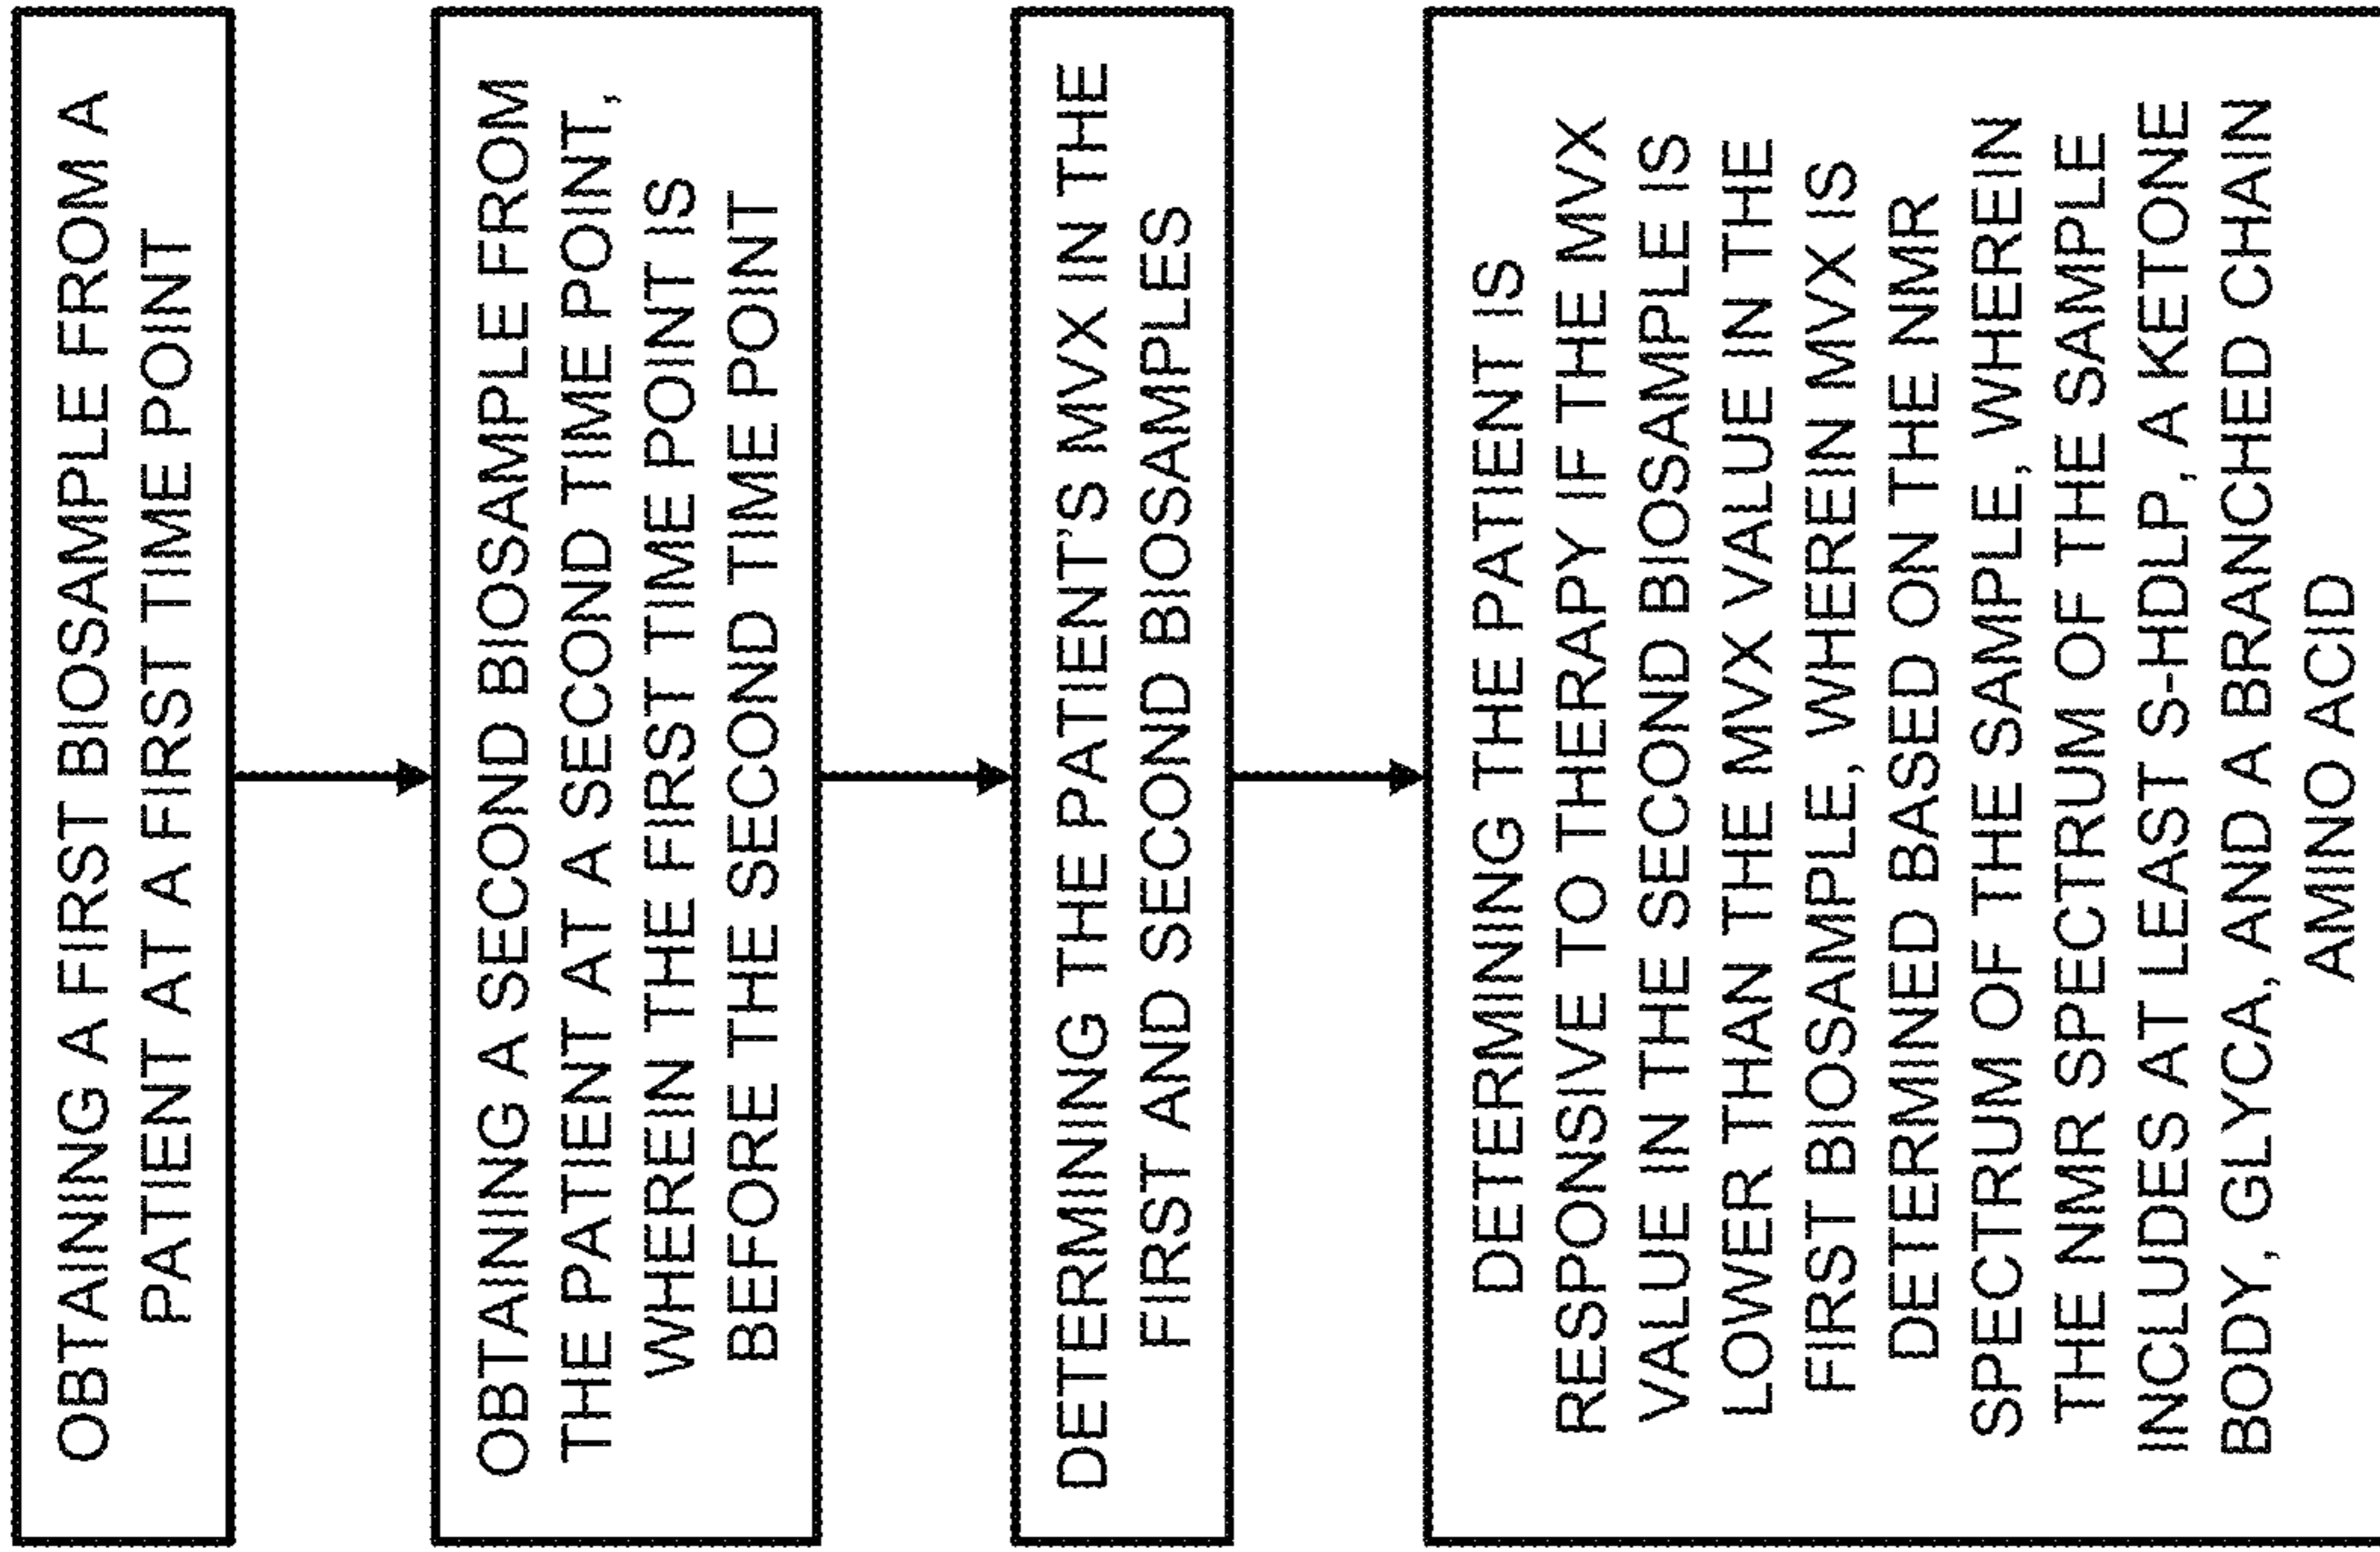 OBTAINING A FIRST BIOSAMPLE FROM A
PATIENT AT A FIRST TIME POINT
OBTAINING A SECOND BIOSAMPLE FROM
THE PATIENT AT A SECOND TIME POINT,
WHEREIN THE FIRST TIME POINT IS
BEFORE THE SECOND TIME POINT
DETERMINING THE PATIENT'S MVX IN THE
FIRST AND SECOND BIOSAMPLES
DETERMINING THE PATIENT IS
RESPONSIVE TO THERAPY IF THE MVX
VALUE IN THE SECOND BIOSAMPLE IS
LOWER THAN THE MVX VALUE IN THE
FIRST BIOSAMPLE, WHEREIN MVX IS
DETERMINED BASED ON THE NMR
SPECTRUM OF THE SAMPLE, WHEREIN
THE NMR SPECTRUM OF THE SAMPLE
INCLUDES AT LEAST S-HDLP, A KETONE
BODY, GLYCA, AND A BRANCHED CHAIN
AMINO ACID